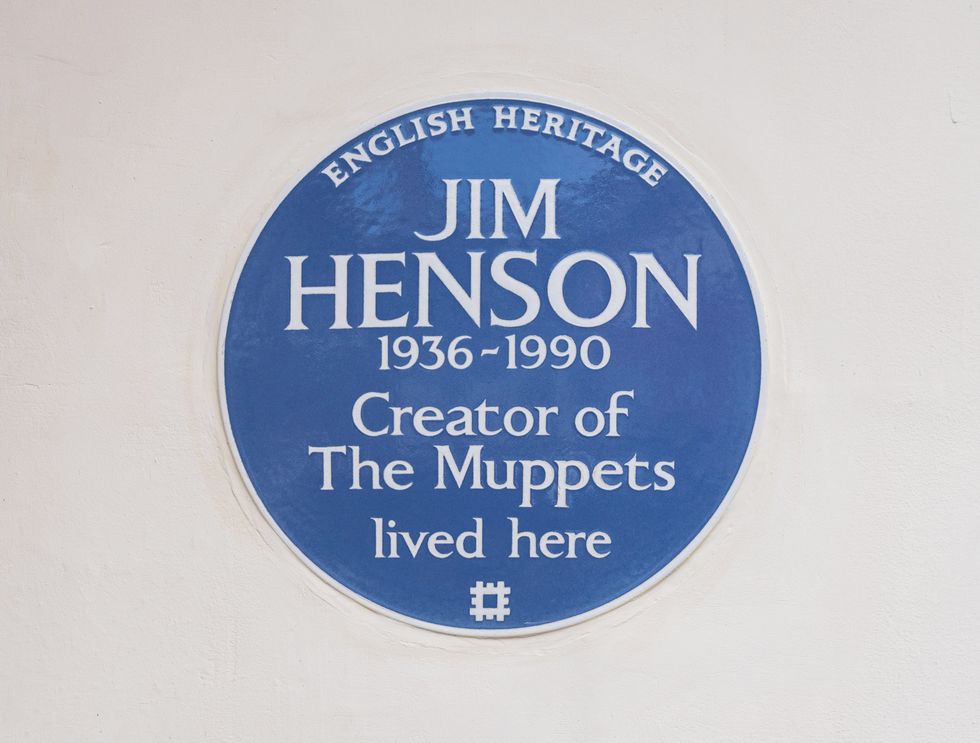 ENGLISH HERITAGE
JIM
HENSON
1936~1990
Creator of
The Muppets
lived here